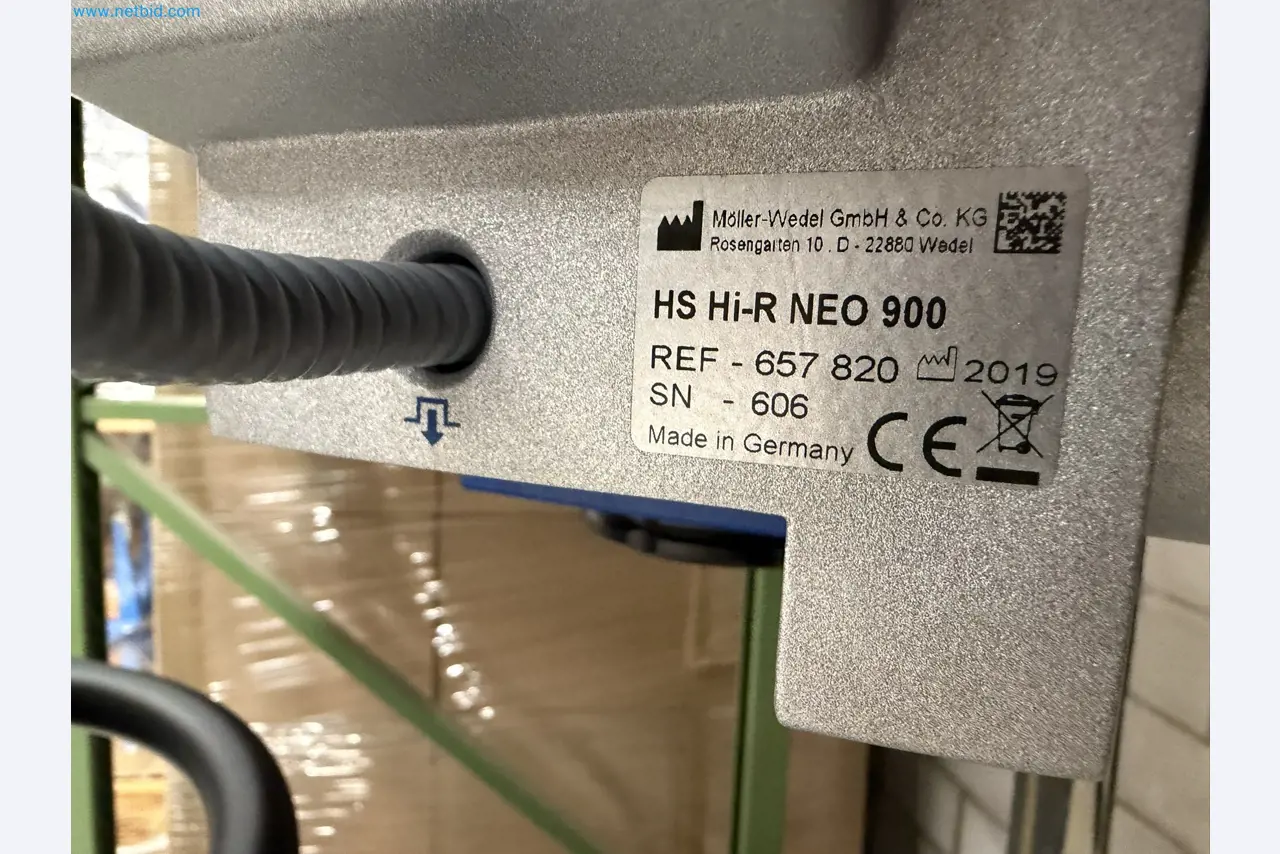 www.netbid.com
Möller-Wedel GmbH & Co. KG
Rosengarten 10 . D - 22880 Wedel
HS Hi-R NEO 900
REF - 657 820 2019
SN - 606
Made in Germany CE